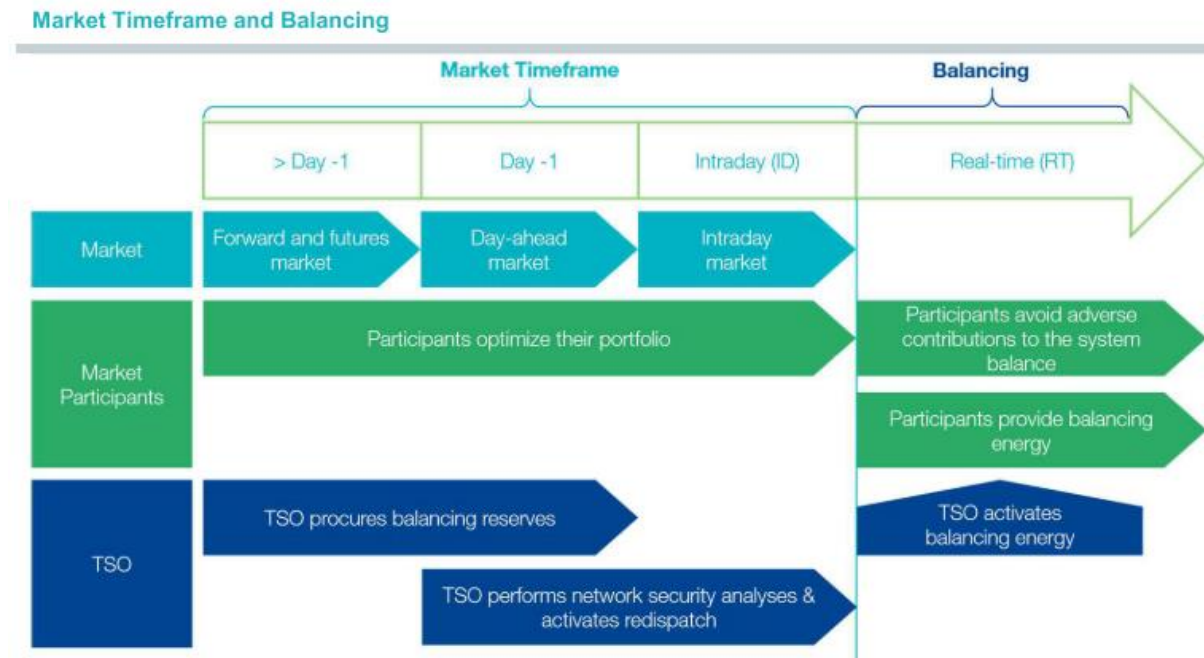 Market Timeframe and Balancing
Market Timeframe
Balancing
> Day -1
Day -1
Intraday (ID)
Real-time (RT)
Market
Forward and futures
market
Day-ahead
market
Intraday
market
Market
Participants
Participants optimize their portfolio
Participants avoid adverse
contributions to the system
balance
Participants provide balancing
energy
TSO
TSO procures balancing reserves
TSO activates
balancing energy
TSO performs network security analyses &
activates redispatch